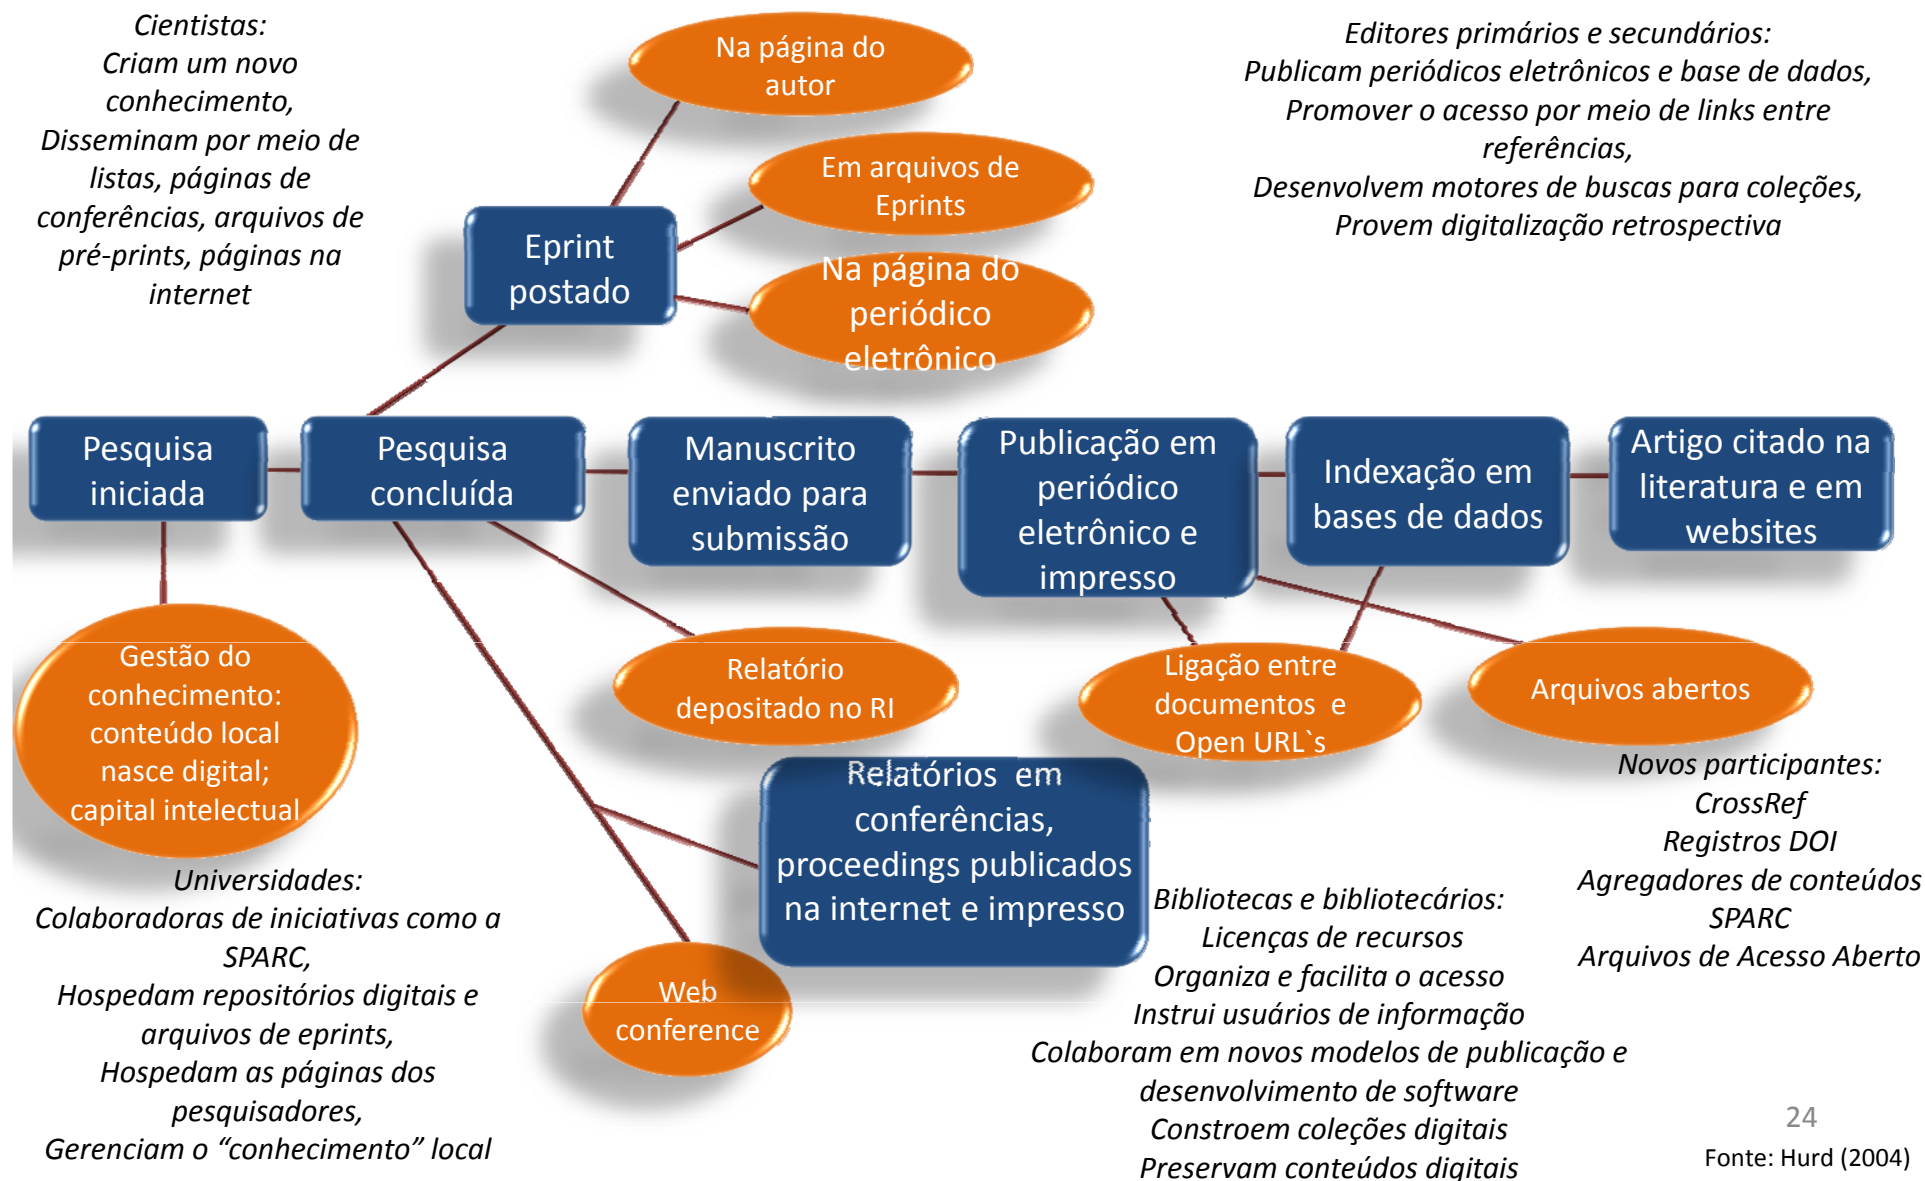 Cientistas:
Criam um novo
conhecimento,
Disseminam por meio de
listas, páginas de
conferências, arquivos de
pré-prints, páginas na
internet
Na página do
autor
Em arquivos de
Eprints
Na página do
periódico
eletrônico
Eprint
postado
Editores primários e secundários:
Publicam periódicos eletrônicos e base de dados,
Promover o acesso por meio de links entre
referências,
Desenvolvem motores de buscas para coleções,
Provem digitalização retrospectiva
Pesquisa
iniciada
Pesquisa
concluída
Manuscrito
enviado para
submissão
Publicação em
periódico
eletrônico e
impresso
Indexação em
bases de dados
Artigo citado na
literatura e em
websites
Gestão do
conhecimento:
conteúdo local
nasce digital;
capital intelectual
Relatório
depositado no RI
Ligação entre
documentos e
Open URL`s
Arquivos abertos
Relatórios em
conferências,
proceedings publicados
na internet e impresso
Web
conference
Novos participantes:
CrossRef
Registros DOI
Agregadores de conteúdos
SPARC
Arquivos de Acesso Aberto
Universidades:
Colaboradoras de iniciativas como a
SPARC,
Hospedam repositórios digitais e
arquivos de eprints,
Hospedam as páginas dos
pesquisadores,
Gerenciam o “conhecimento” local
Bibliotecas e bibliotecários:
Licenças de recursos
Organiza e facilita o acesso
Instrui usuários de informação
Colaboram em novos modelos de publicação e
desenvolvimento de software
Constroem coleções digitais
Preservam conteúdos digitais
24
Fonte: Hurd (2004)